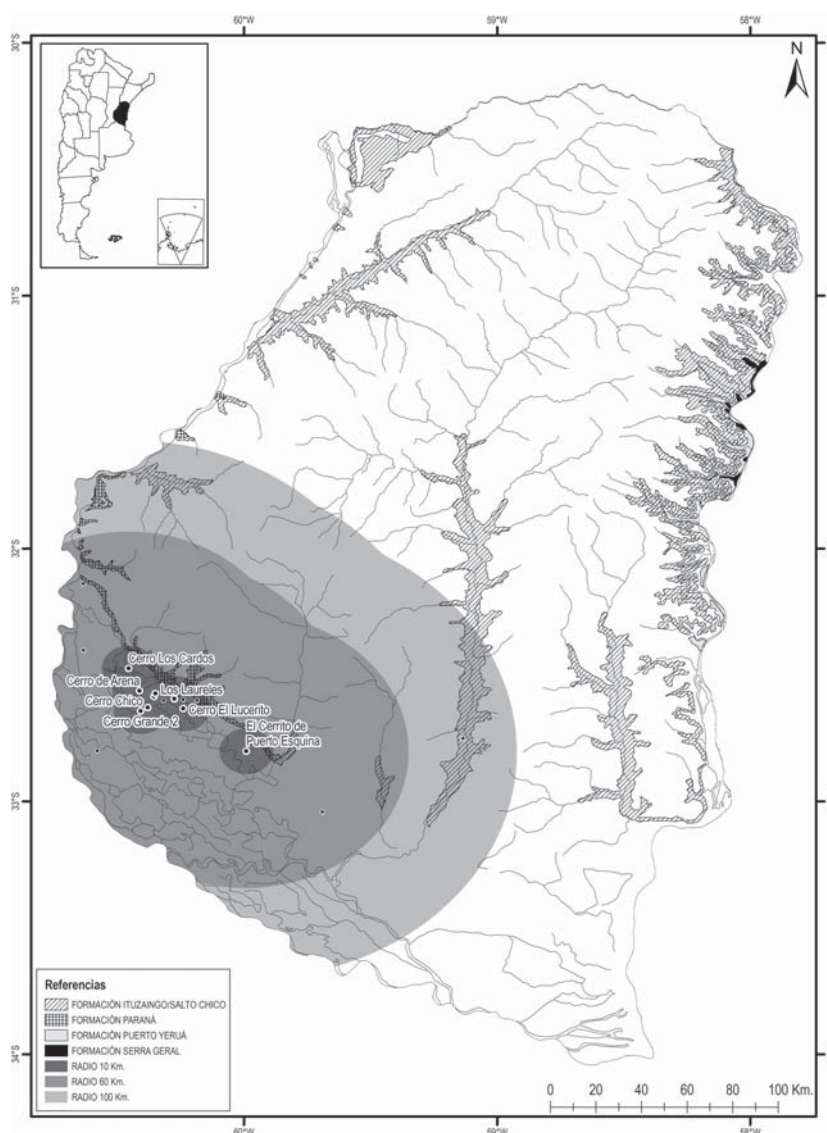 60°W 59°W 58°W
30°S
N
31°S
32°S
Cerro Los Cardos
Cerro de Arena
Los Laureles
Cerro Chico
Cerro El Lucerito
Cerro Grande 2
El Cerrito de
Puerto Esquina
33°S
Referencias
FORMACIÓN ITUZAINGO/SALTO CHICO
FORMACIÓN PARANÁ
FORMACIÓN PUERTO YERUÁ
FORMACIÓN SERRA GERAL
RADIO 10 Km.
RADIO 60 Km.
RADIO 100 Km.
34°S
0 20 40 60 80 100 Km.
60°W 59°W 58°W